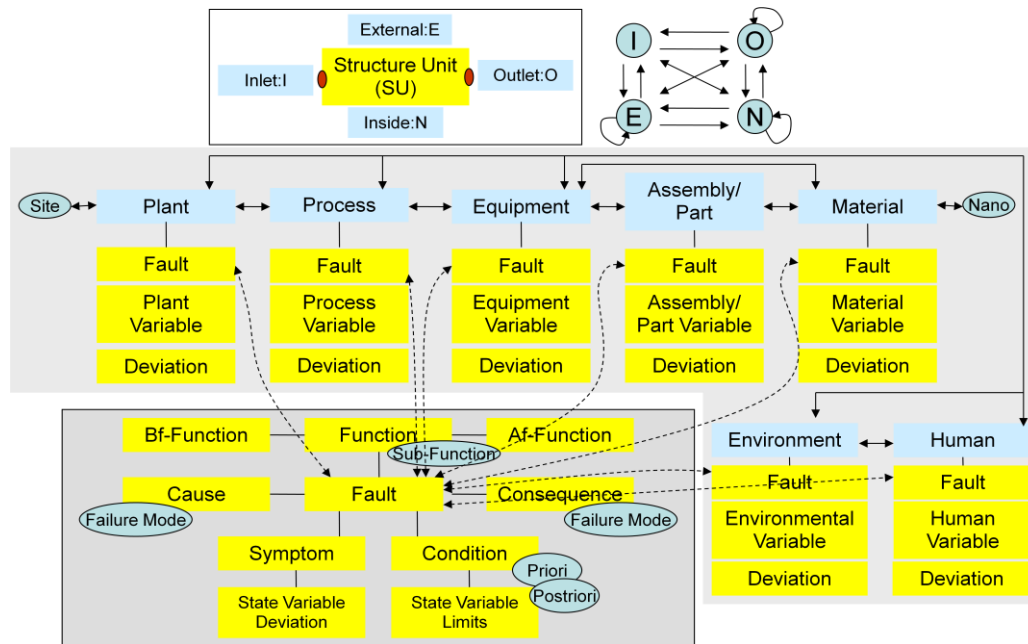 External:E
Inlet:I
Structure Unit
(SU)
Outlet:O
Inside:N
I
O
E
N
Site
Plant
Process
Equipment
Assembly/
Part
Material
Nano
Fault
Fault
Fault
Fault
Fault
Plant
Variable
Process
Variable
Equipment
Variable
Assembly/
Part Variable
Material
Variable
Deviation
Deviation
Deviation
Deviation
Deviation
Bf-Function
Function
Af-Function
Sub-Function
Cause
Fault
Consequence
Failure Mode
Failure Mode
Symptom
Condition
Priori
Postriori
State Variable
Deviation
State Variable
Limits
Environment
Human
Fault
Fault
Environmental
Variable
Human
Variable
Deviation
Deviation